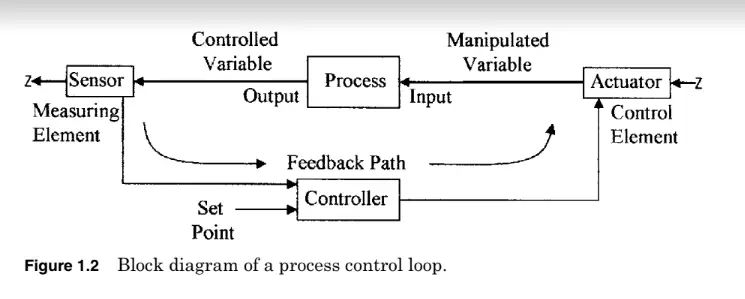 Controlled
Variable
Manipulated
Variable
Z
Sensor
Process
Actuator
Z
Output
Input
Measuring
Element
Control
Element
Feedback Path
Controller
Set
Point
Figure 1.2 Block diagram of a process control loop.